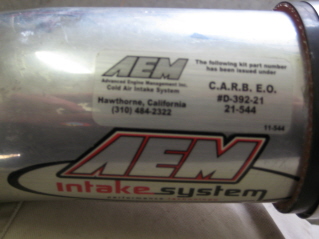 AEM
Advanced Engine Management Inc.
Cold Air Intake System
Hawthorne, California
(310) 484-2322
The following kit part number
has been issued under
C.A.R.B. E.O.
#D-392-21
21-544
11-544
AEM
intake system